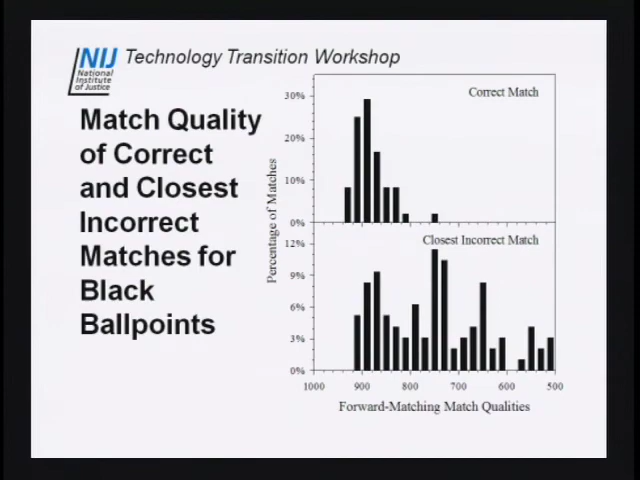 NIJ
National
Institute
of Justice
Technology Transition Workshop
Match Quality
of Correct
and Closest
Incorrect
Matches for
Black
Ballpoints
Percentage of Matches
Correct Match
30%
20%
10%
0%
Closest Incorrect Match
12%
9%
6%
3%
0%
1000 900 800 700 600 500
Forward-Matching Match Qualities